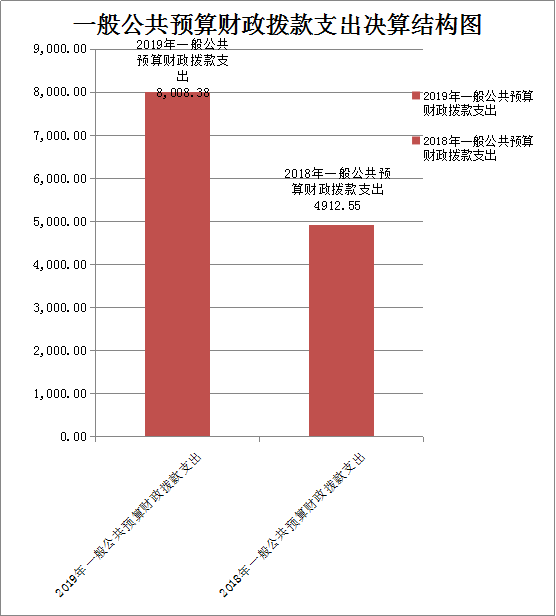 一般公共预算财政拨款支出决算结构图
9,000.00
8,000.00
7,000.00
6,000.00
5,000.00
4,000.00
3,000.00
2,000.00
1,000.00
0.00
2019年一般公共
预算财政拨款支
出
8,008.38
2018年一般公共预
算财政拨款支出
4912.55
2019年一般公共预算财政拨款支出
2018年一般公共预算财政拨款支出
2019年一般公共预算
财政拨款支出
2018年一般公共预算
财政拨款支出